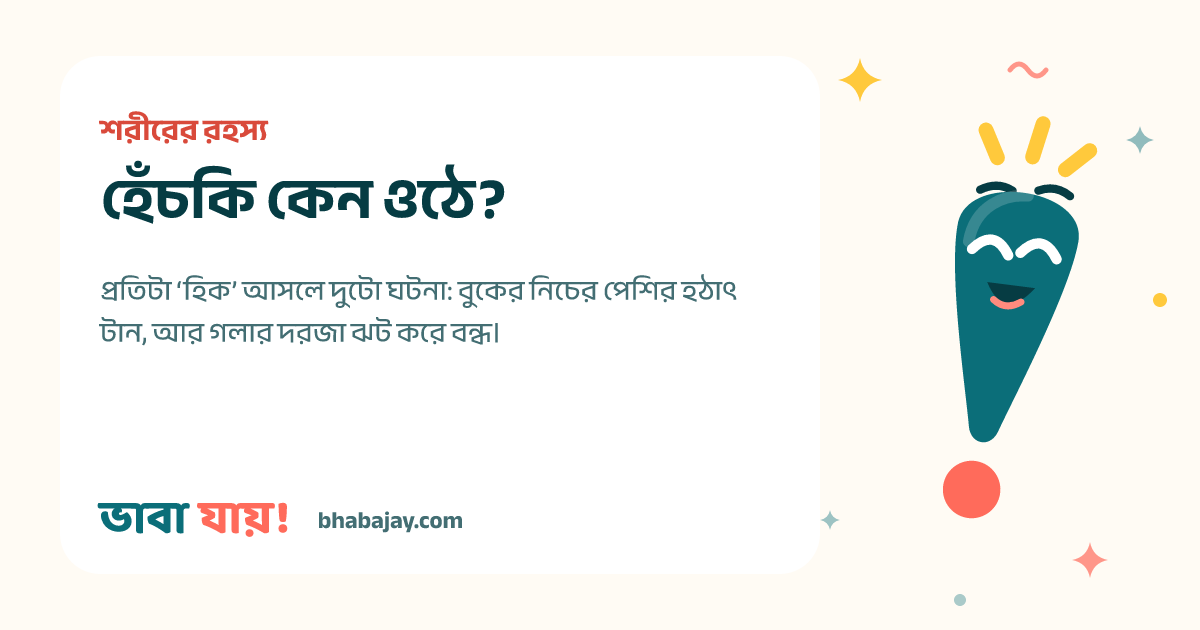 শরীরের রহস্য
হেঁচকি কেন ওঠে?
প্রতিটা ‘হিক’ আসলে দুটো ঘটনা: বুকের নিচের পেশির হঠাৎ
টান, আর গলার দরজা ঝট করে বন্ধ।
ভাবা যায়! bhabajay.com